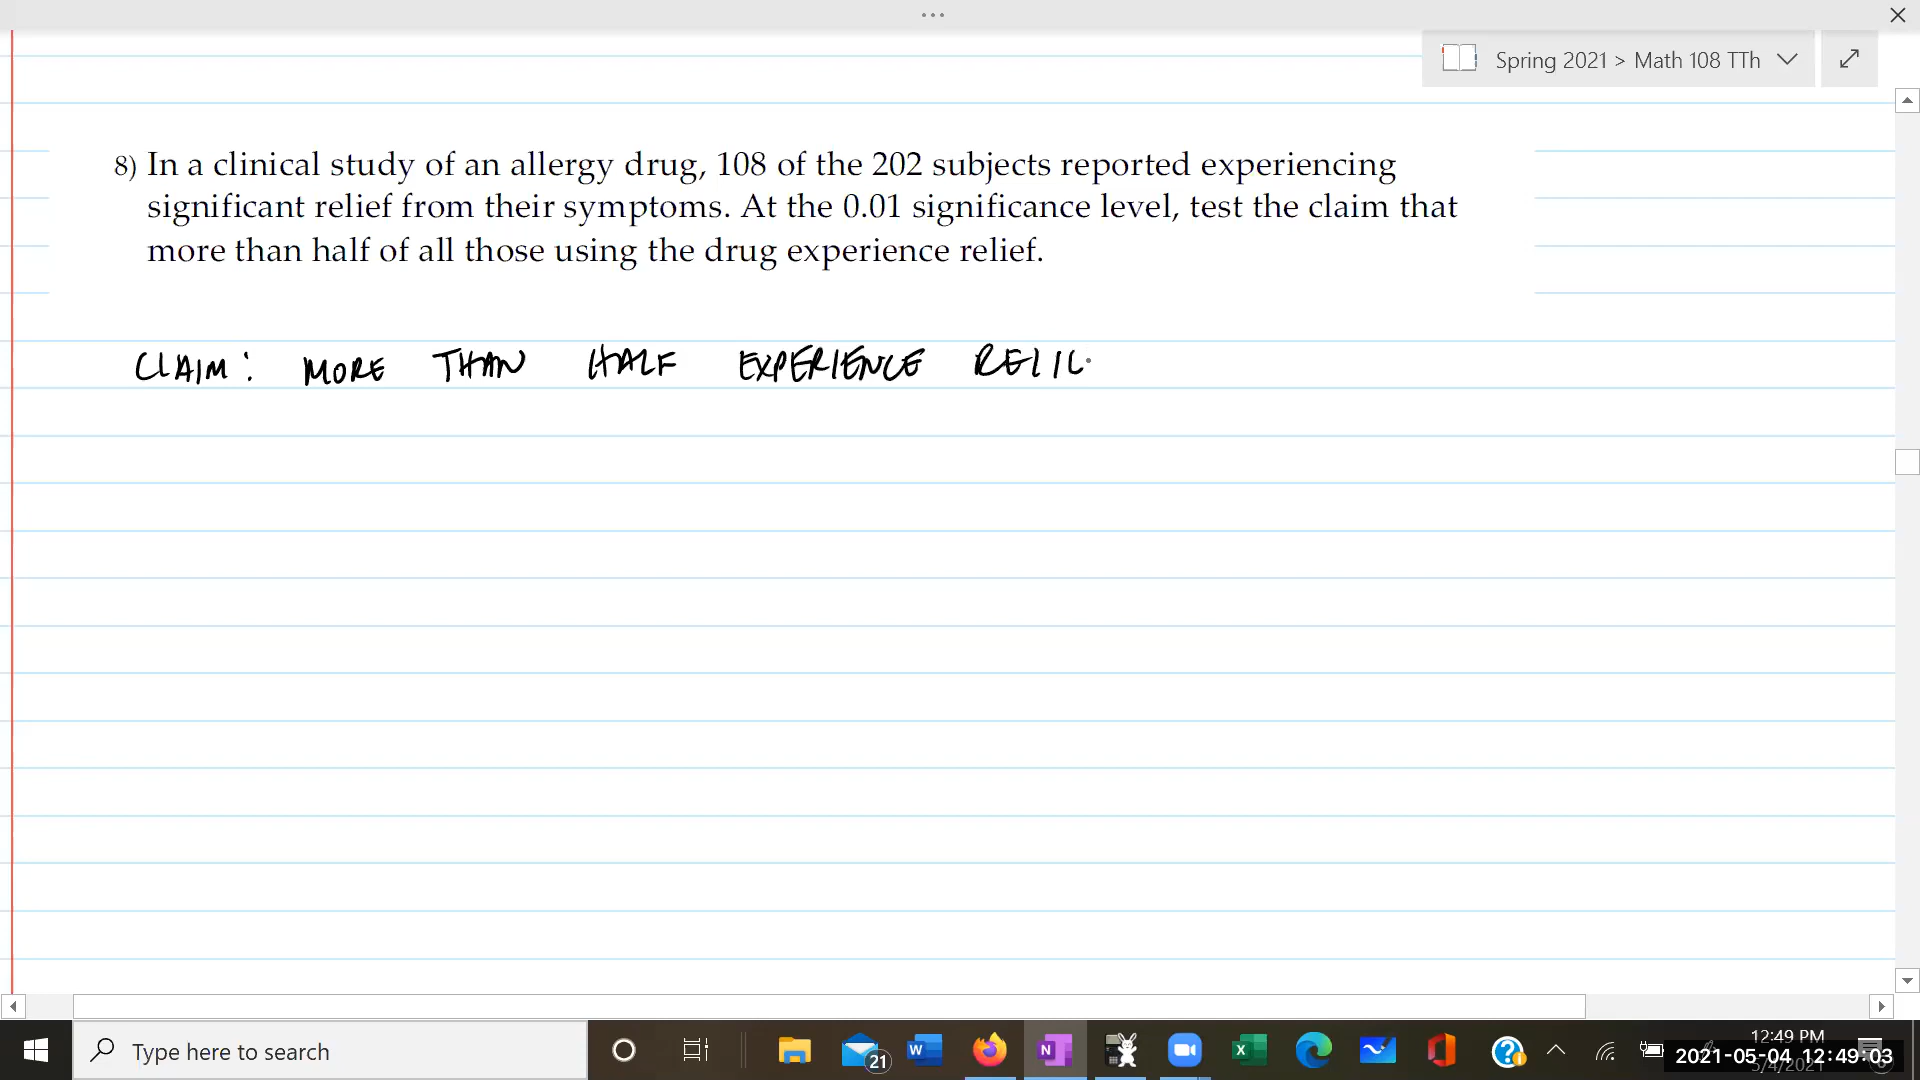 Spring 2021 > Math 108 TTh
8) In a clinical study of an allergy drug, 108 of the 202 subjects reported experiencing
significant relief from their symptoms. At the 0.01 significance level, test the claim that
more than half of all those using the drug experience relief.
CLAIM: MORE THAN HALF EXPERIENCE
Type here to search
21
12:49 PM
2021-05-04 12:49:03
5/4/2021